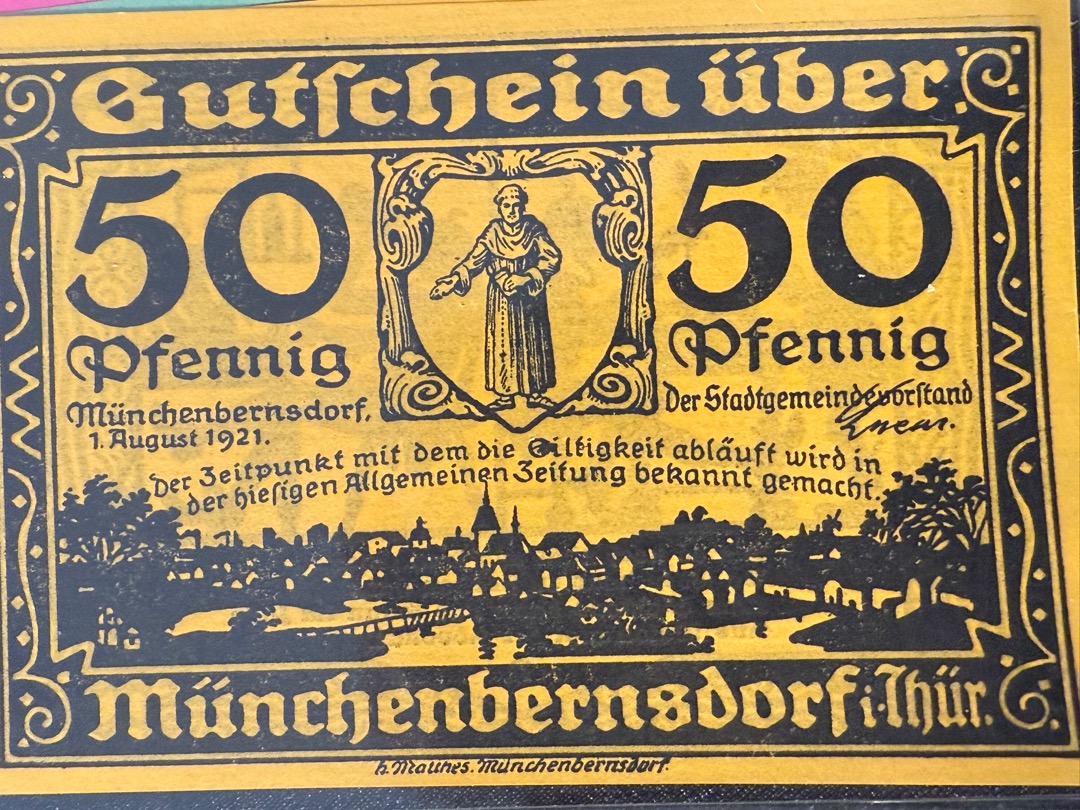 Gutschein über
50
50
Pfennig
Pfennig
Münchenbernsdorf,
1. August 1921.
Der Stadtgemeindevorstand
Der Zeitpunkt mit dem die Giltigkeit abläuft wird in
der hiesigen Allgemeinen Zeitung bekannt gemacht.
Münchenbernsdorf i. Thür.
Münchenbernsdorf.